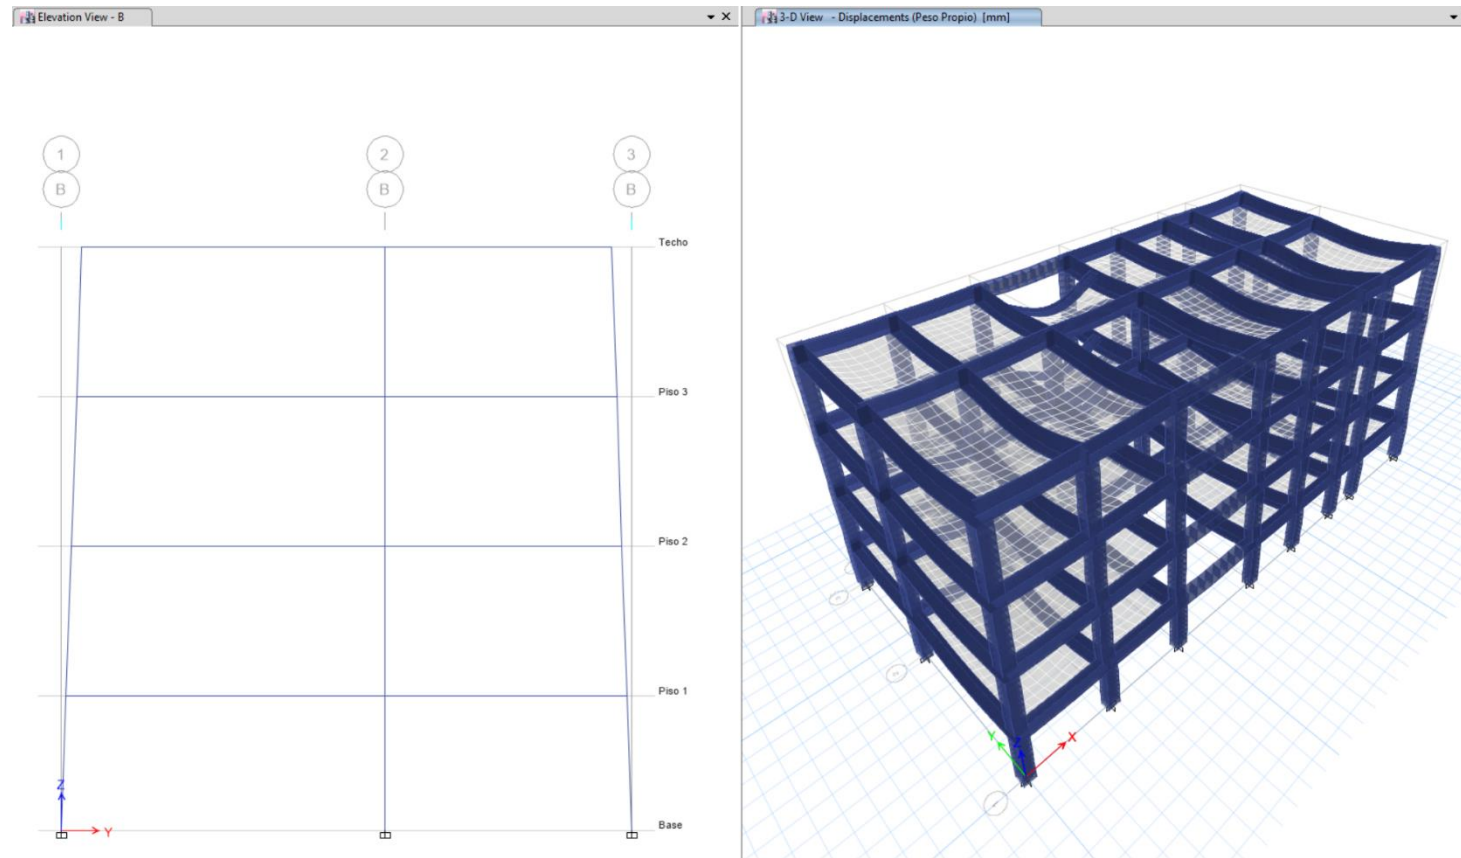 Elevation View - B
3-D View - Displacements (Peso Propio) [mm]
1
2
3
B
B
B
Techo
Piso 3
Piso 2
Piso 1
Base
Z
Y
Y
Z
X